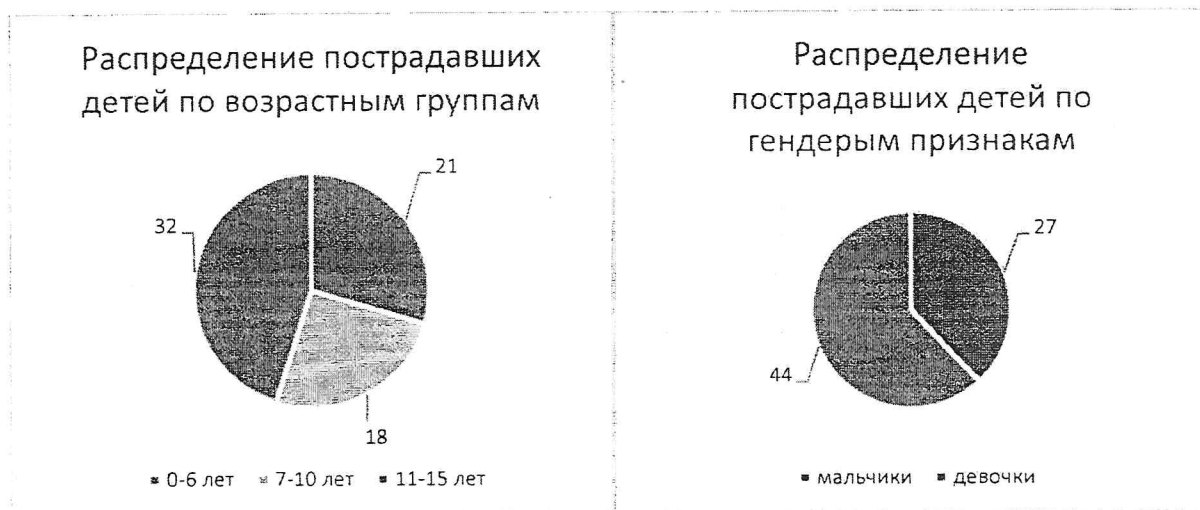 Распределение пострадавших
детей по возрастным группам
21
32
18
0-6 лет 7-10 лет 11-15 лет
Распределение
пострадавших детей по
гендерым признакам
27
44
мальчики девочки